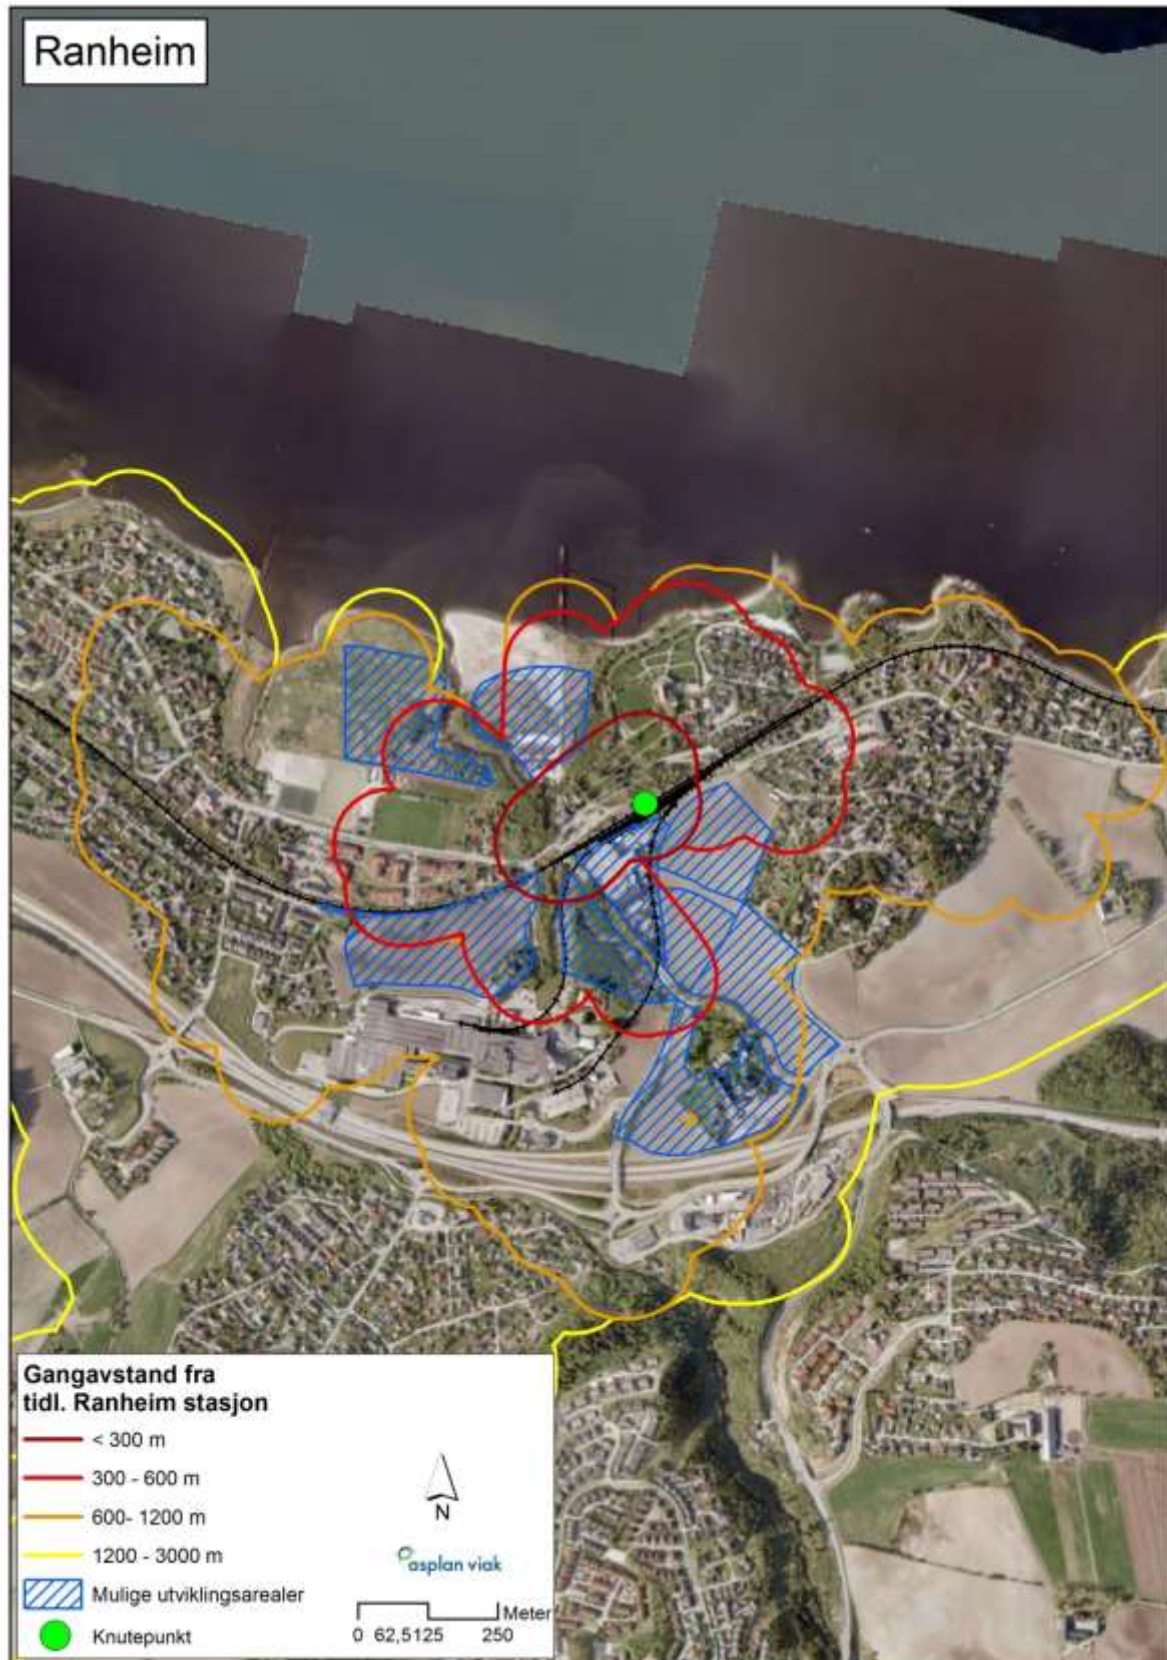 Ranheim
Gangavstand fra
tidl. Ranheim stasjon
< 300 m
300 - 600 m
600- 1200 m
1200 - 3000 m
Mulige utviklingsarealer
Knutepunkt
N
asplan viak
Meter
0 62,5125 250